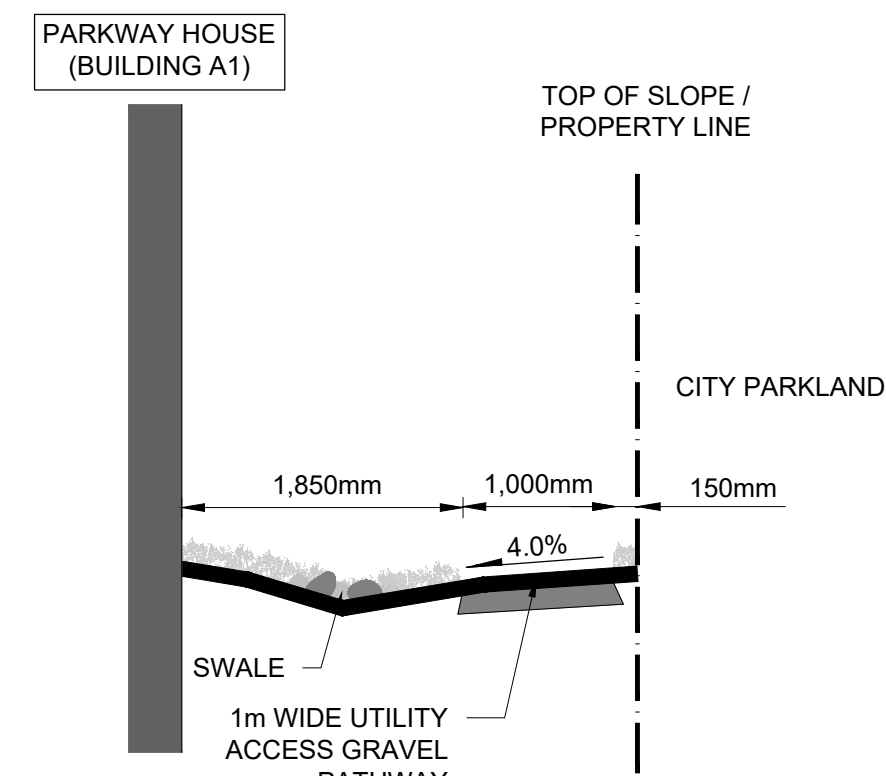 PARKWAY HOUSE
(BUILDING A1)
TOP OF SLOPE /
PROPERTY LINE
CITY PARKLAND
1,850mm
1,000mm
150mm
4.0%
SWALE
1m WIDE UTILITY
ACCESS GRAVEL
PATHWAY